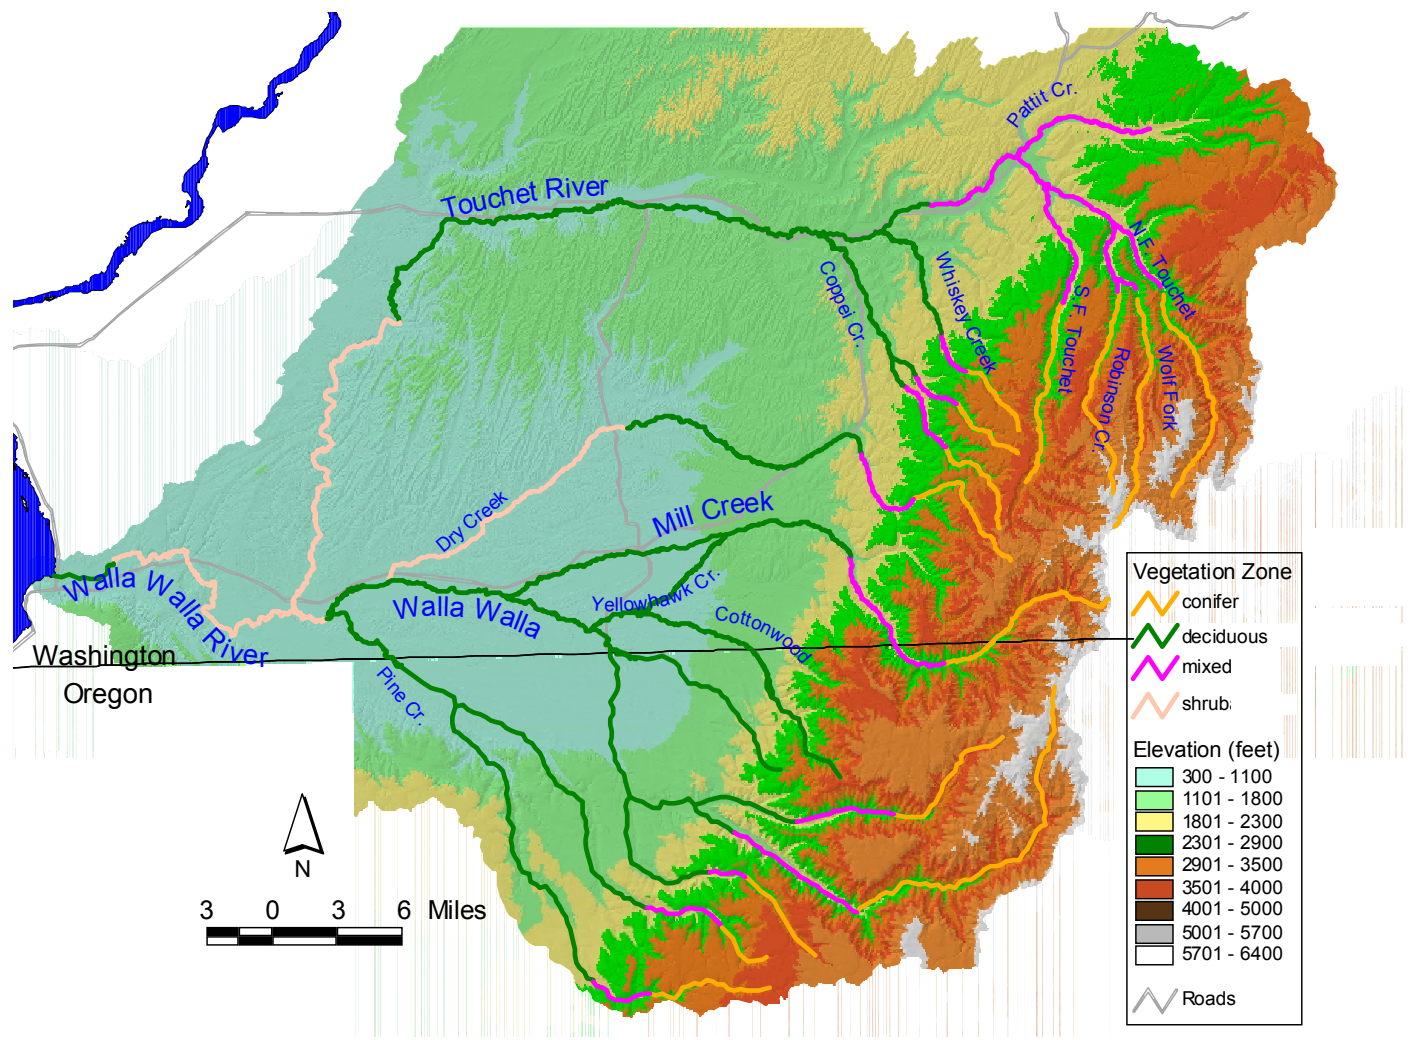 Pattit Cr.
Touchet River
N.F. Touchet
Whiskey Creek
Coppei Cr.
S.F. Touchet
Robinson Cr.
Wolf Fork
Dry Creek
Mill Creek
Walla Walla River
Walla Walla
Yellowhawk Cr.
Cottonwood
Washington
Oregon
Pine Cr.
N
3 0 3 6 Miles
Vegetation Zone
conifer
deciduous
mixed
shrub
Elevation (feet)
300 - 1100
1101 - 1800
1801 - 2300
2301 - 2900
2901 - 3500
3501 - 4000
4001 - 5000
5001 - 5700
5701 - 6400
Roads